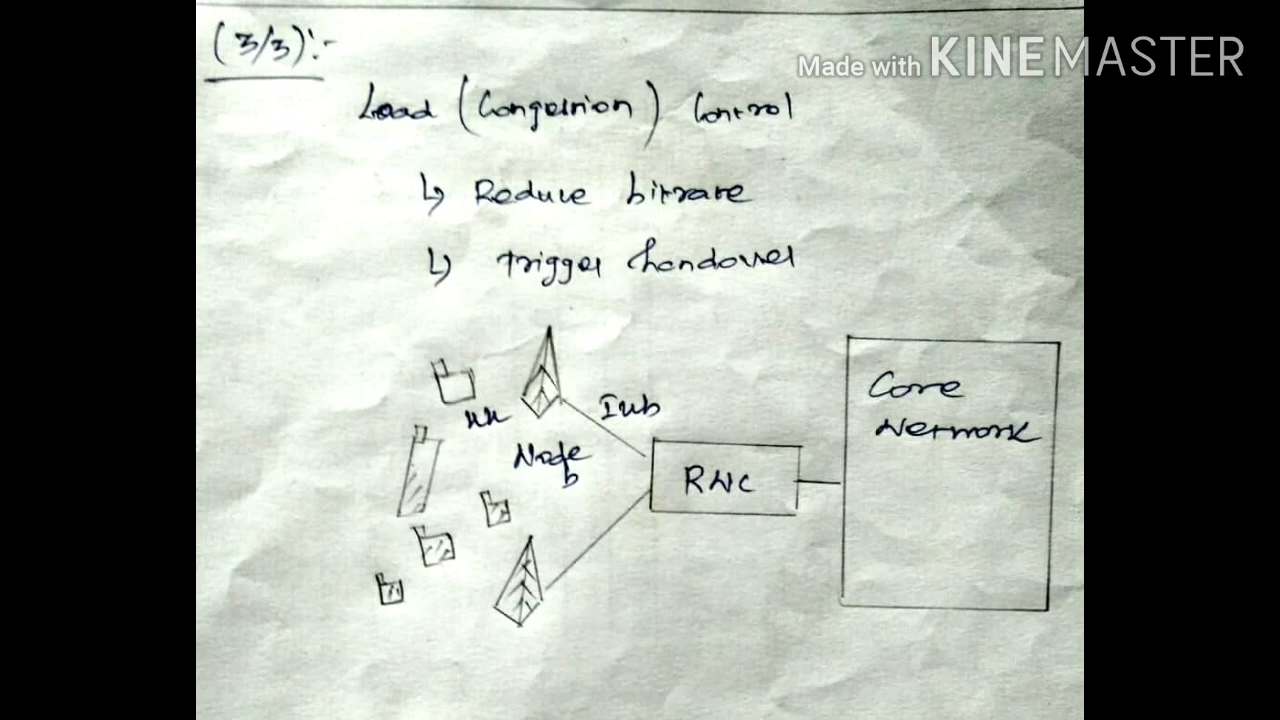 (3/3):-
Made with KINEMASTER
Load (Congestion) Control
↳ Reduce bitrate
↳ Trigger handover
Iub
Node
b
RNC
Core
Network